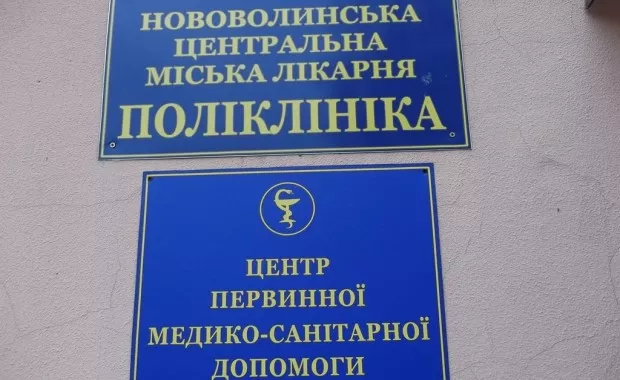 НОВОВОЛИНСЬКА
ЦЕНТРАЛЬНА
МІСЬКА ЛІКАРНЯ
ПОЛІКЛІНІКА
ЦЕНТР
ПЕРВИННОЇ
МЕДИКО-САНІТАРНОЇ
ДОПОМОГИ